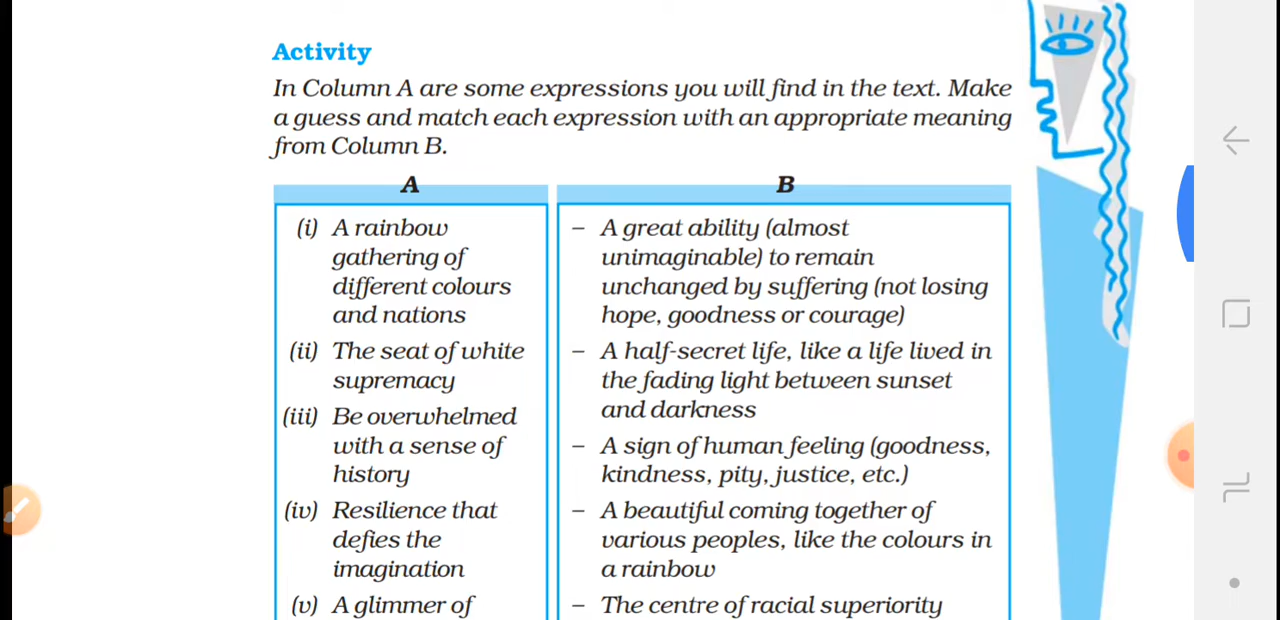 Activity
In Column A are some expressions you will find in the text. Make
a guess and match each expression with an appropriate meaning
from Column B.
A
(i) A rainbow
gathering of
different colours
and nations
(ii) The seat of white
supremacy
(iii) Be overwhelmed
with a sense of
history
(iv) Resilience that
defies the
imagination
(v) A glimmer of
B
– A great ability (almost
unimaginable) to remain
unchanged by suffering (not losing
hope, goodness or courage)
– A half-secret life, like a life lived in
the fading light between sunset
and darkness
– A sign of human feeling (goodness,
kindness, pity, justice, etc.)
– A beautiful coming together of
various peoples, like the colours in
a rainbow
– The centre of racial superiority